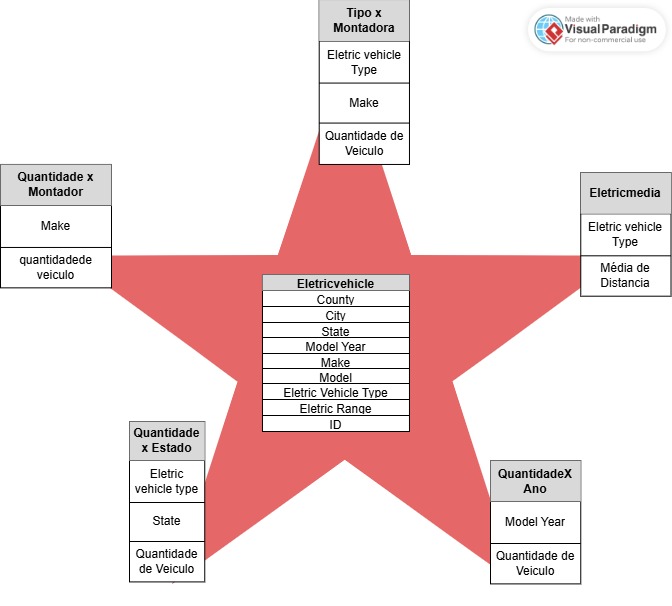 Tipo x
Montadora
Eletric vehicle
Type
Make
Quantidade de
Veiculo
Made with
VisualParadigm
For non-commercial use
Quantidade x
Montador
Make
quantidadede
veiculo
Eletricmedia
Eletric vehicle
Type
Média de
Distancia
Eletricvehicle
County
City
State
Model Year
Make
Model
Eletric Vehicle Type
Eletric Range
ID
Quantidade
x Estado
Eletric
vehicle type
State
Quantidade
de Veiculo
QuantidadeX
Ano
Model Year
Quantidade de
Veiculo